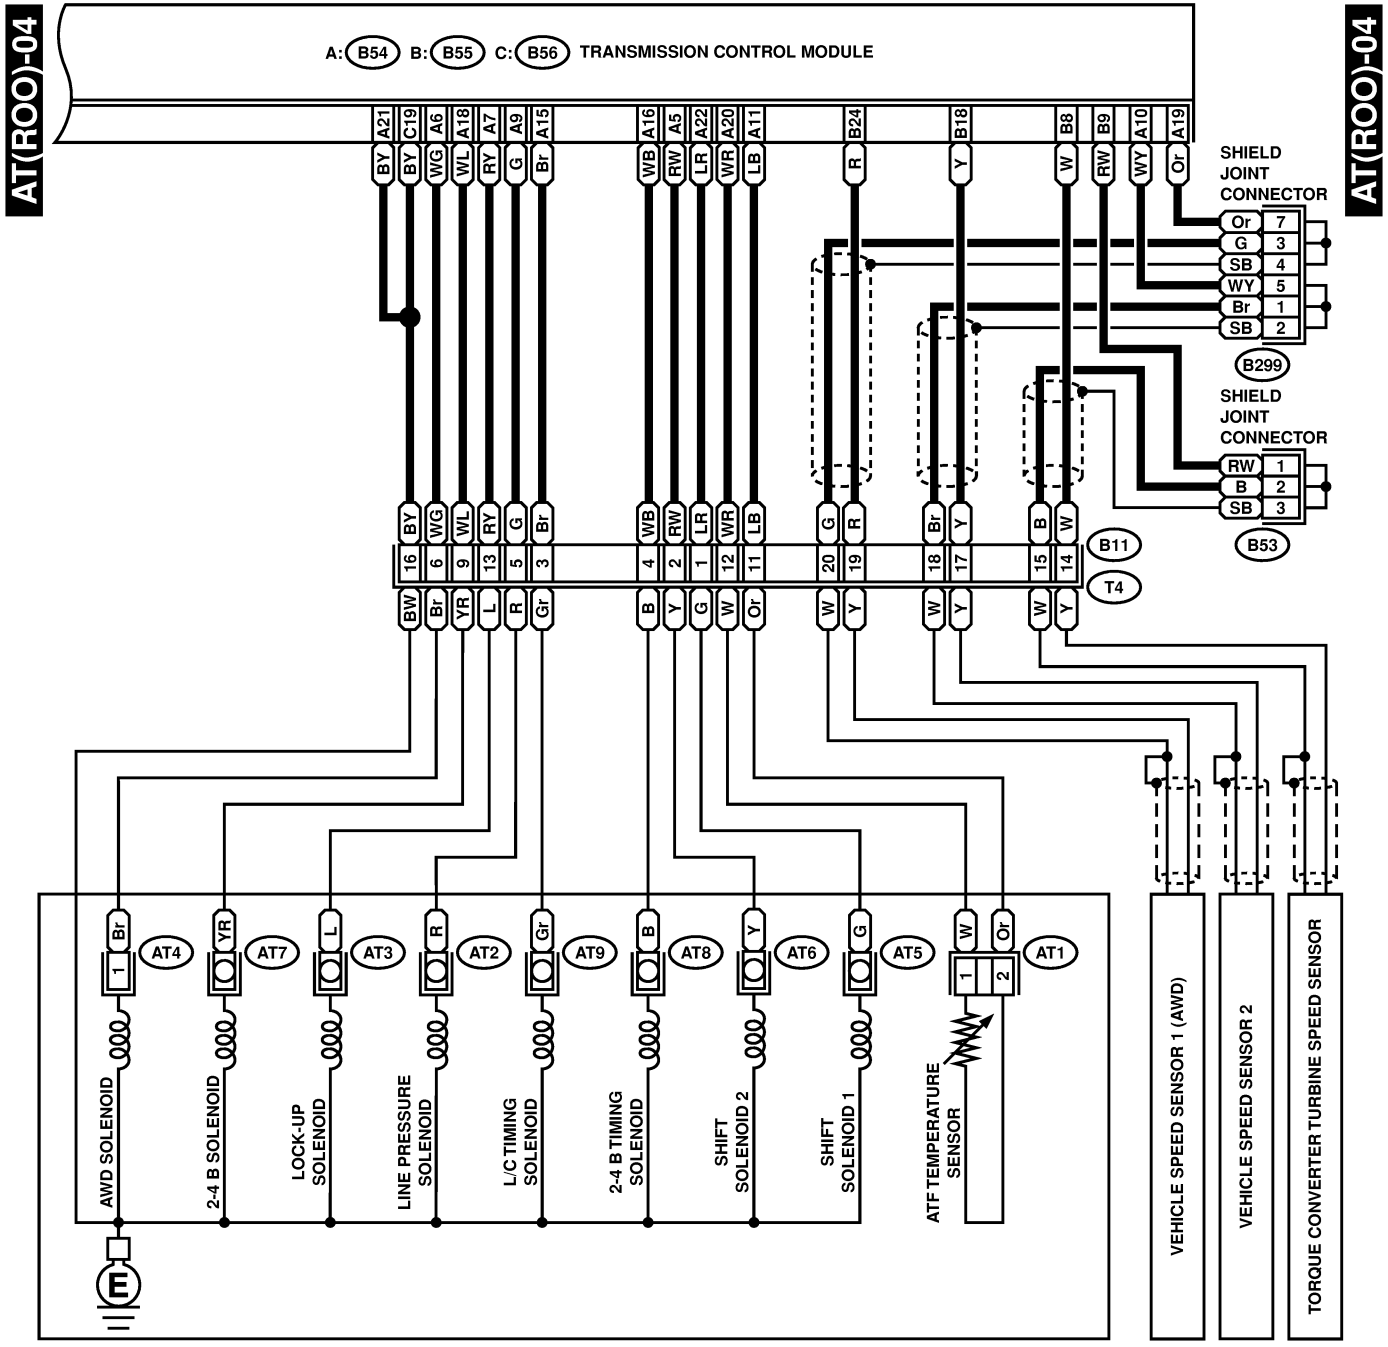 AT(ROO)-04
AT(ROO)-04
A: B54 B: B55 C: B56 TRANSMISSION CONTROL MODULE
A21 C19 A6 A18 A7 A9 A15 A16 A5 A22 A20 A11 B24 B18 B8 B9 A10 A19
BY BY WG WL RY G Br WB RW LR WR LB R Y W RW WY Or
SHIELD
JOINT
CONNECTOR
Or 7
G 3
SB 4
WY 5
Br 1
SB 2
B299
SHIELD
JOINT
CONNECTOR
RW 1
B 2
SB 3
B53
BY WG WL RY G Br WB RW LR WR LB G R Br Y B W
B11
16 6 9 13 5 3 4 2 1 12 11 20 19 18 17 15 14
T4
BW Br YR L R Gr B Y G W Or W Y W Y W Y
Br YR L R Gr B Y G W Or
AT4 AT7 AT3 AT2 AT9 AT8 AT6 AT5 AT1
1 1 2
AWD SOLENOID
2-4 B SOLENOID
LOCK-UP
SOLENOID
LINE PRESSURE
SOLENOID
L/C TIMING
SOLENOID
2-4 B TIMING
SOLENOID
SHIFT
SOLENOID 2
SHIFT
SOLENOID 1
ATF TEMPERATURE
SENSOR
VEHICLE SPEED SENSOR 1 (AWD)
VEHICLE SPEED SENSOR 2
TORQUE CONVERTER TURBINE SPEED SENSOR
E